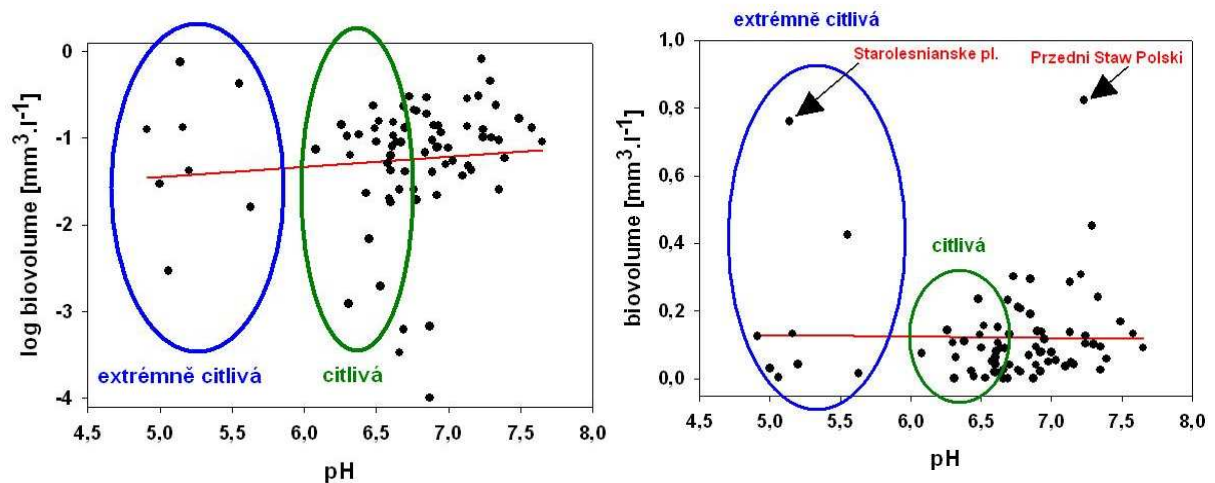 0
-1
-2
-3
-4
log biovolume [mm³.l⁻¹]
extrémně citlivá
citlivá
4,5 5,0 5,5 6,0 6,5 7,0 7,5 8,0
pH
extrémně citlivá
1,0
0,8
0,6
0,4
0,2
0,0
biovolume [mm³.l⁻¹]
Starolesnianske pl.
Przedni Staw Polski
citlivá
4,5 5,0 5,5 6,0 6,5 7,0 7,5 8,0
pH